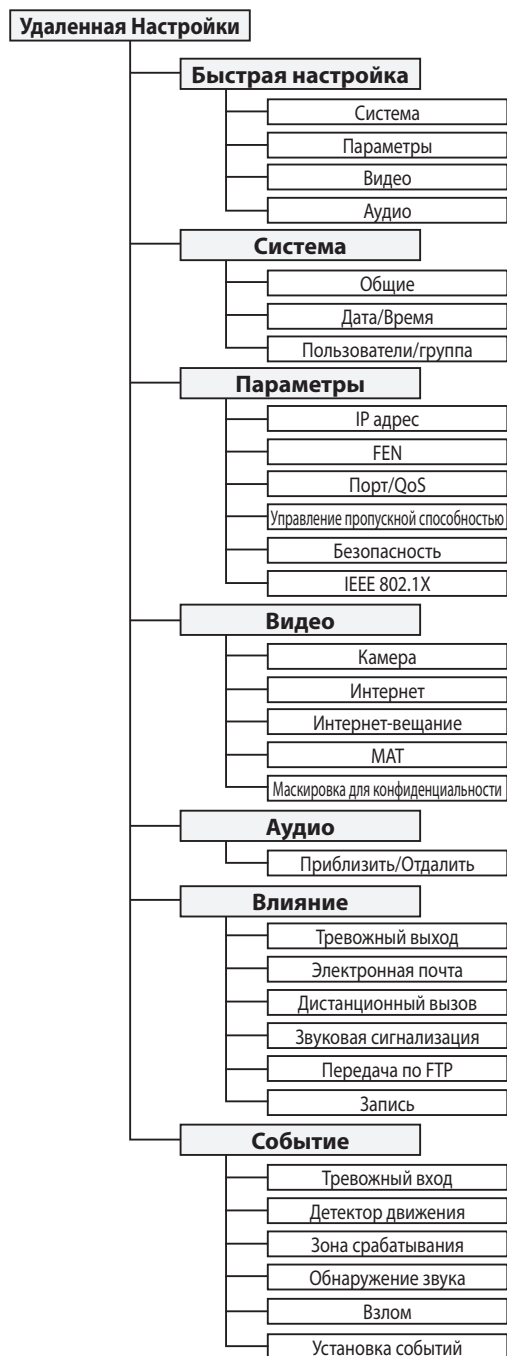 Удаленная Настройки
Быстрая настройка
Система
Параметры
Видео
Аудио
Система
Общие
Дата/Время
Пользователи/группа
Параметры
IP адрес
FEN
Порт/QoS
Управление пропускной способностью
Безопасность
IEEE 802.1X
Видео
Камера
Интернет
Интернет-вещание
MAT
Маскировка для конфиденциальности
Аудио
Приблизить/Отдалить
Влияние
Тревожный выход
Электронная почта
Дистанционный вызов
Звуковая сигнализация
Передача по FTP
Запись
Событие
Тревожный вход
Детектор движения
Зона срабатывания
Обнаружение звука
Взлом
Установка событий